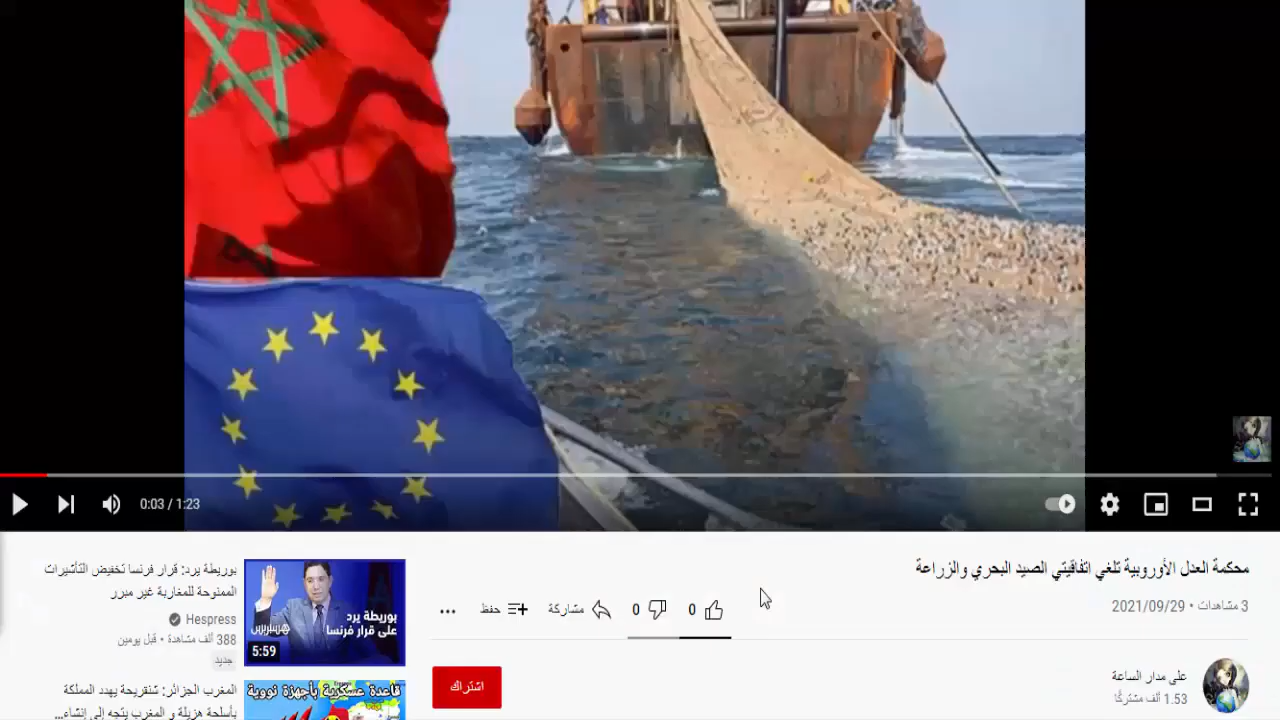 0:03 / 1:23
محكمة العدل الأوروبية تلغي اتفاقيتي الصيد البحري والزراعة
3 مشاهدات • 2021/09/29
0
0
مشاركة
حفظ
على مدار الساعة
1.53 ألف مشتركًا
اشتراك
بوريطة يرد
على قرار فرنسا
هسبريس
5:59
بوريطة يرد: قرار فرنسا تخفيض التأشيرات
الممنوحة للمغاربة غير مبرر
Hespress
388 ألف مشاهدة • قبل يومين
جديد
قاعدة عسكرية بأجهزة نووية
المغرب الجزائر: شنقريحة يهدد المملكة
بأسلحة هزيلة و المغرب يتجه إلى إنشاء...